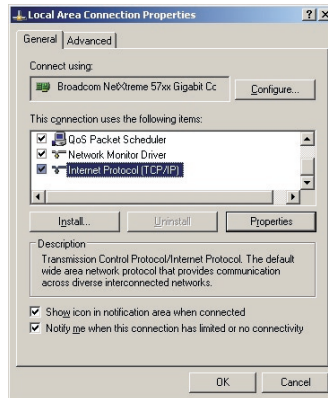 Local Area Connection Properties
General Advanced
Connect using:
Broadcom NetXtreme 57xx Gigabit Cc
Configure...
This connection uses the following items:
QoS Packet Scheduler
Network Monitor Driver
Internet Protocol (TCP/IP)
Install... Uninstall Properties
Description
Transmission Control Protocol/Internet Protocol. The default
wide area network protocol that provides communication
across diverse interconnected networks.
Show icon in notification area when connected
Notify me when this connection has limited or no connectivity
OK Cancel